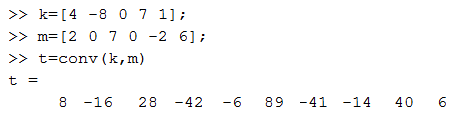 >> k=[4 -8 0 7 1];
>> m=[2 0 7 0 -2 6];
>> t=conv(k,m)
t =
8 -16 28 -42 -6 89 -41 -14 40 6